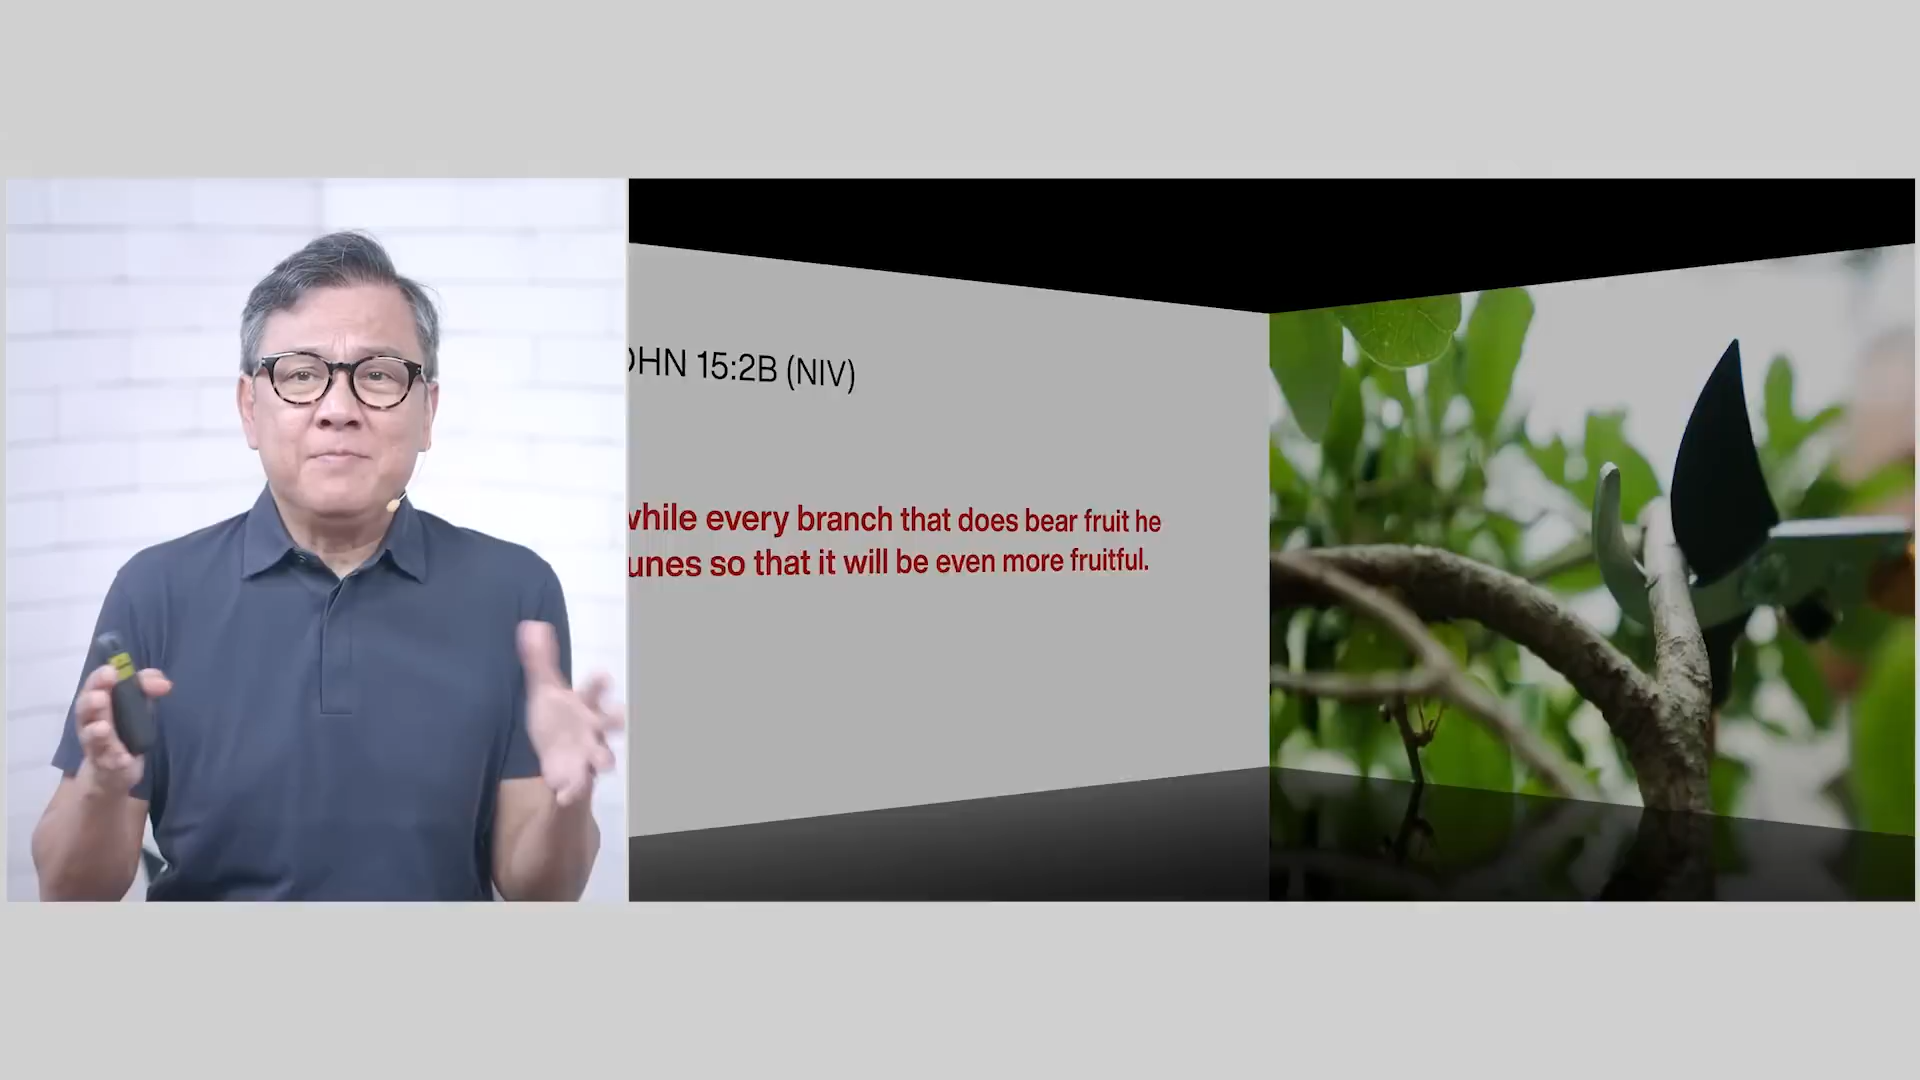 OHN 15:2B (NIV)
while every branch that does bear fruit he
unes so that it will be even more fruitful.